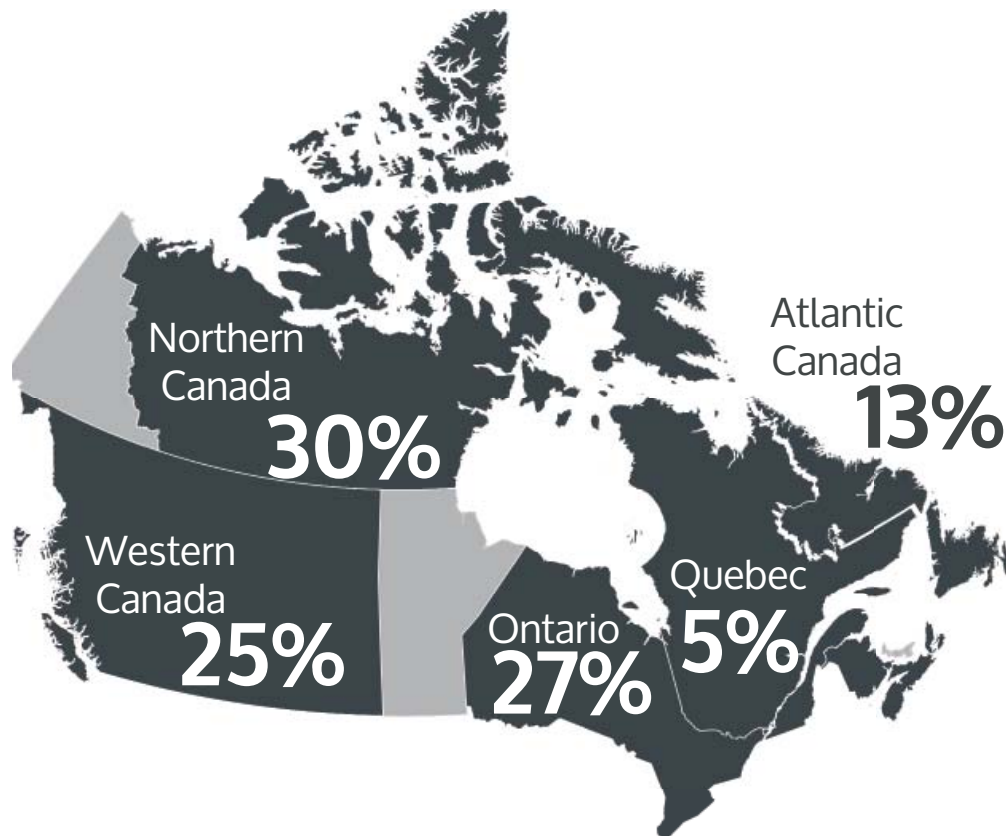 Northern
Canada
30%
Atlantic
Canada
13%
Western
Canada
25%
Ontario
27%
Quebec
5%